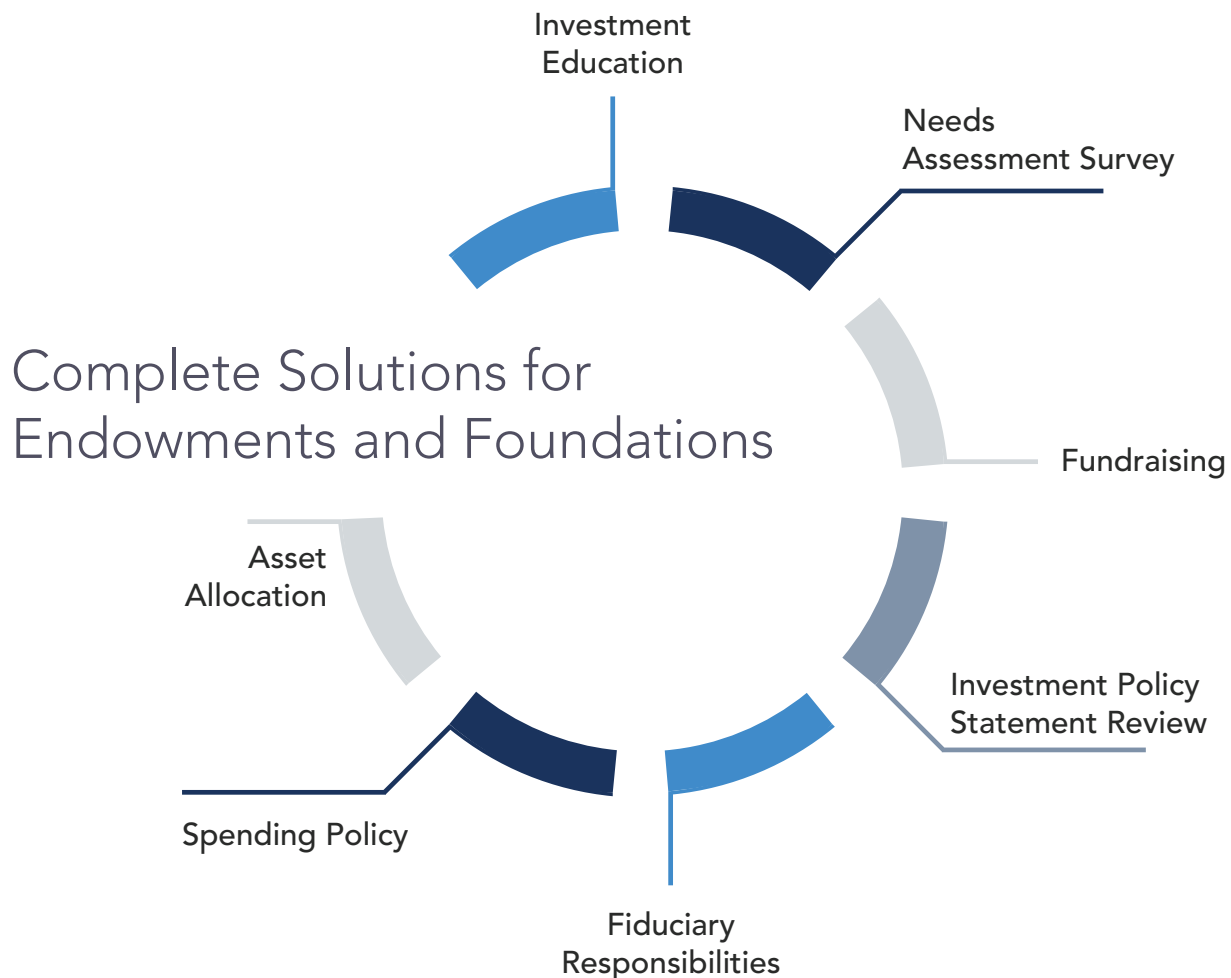 Investment
Education
Needs
Assessment Survey
Complete Solutions for
Endowments and Foundations
Fundraising
Asset
Allocation
Investment Policy
Statement Review
Spending Policy
Fiduciary
Responsibilities